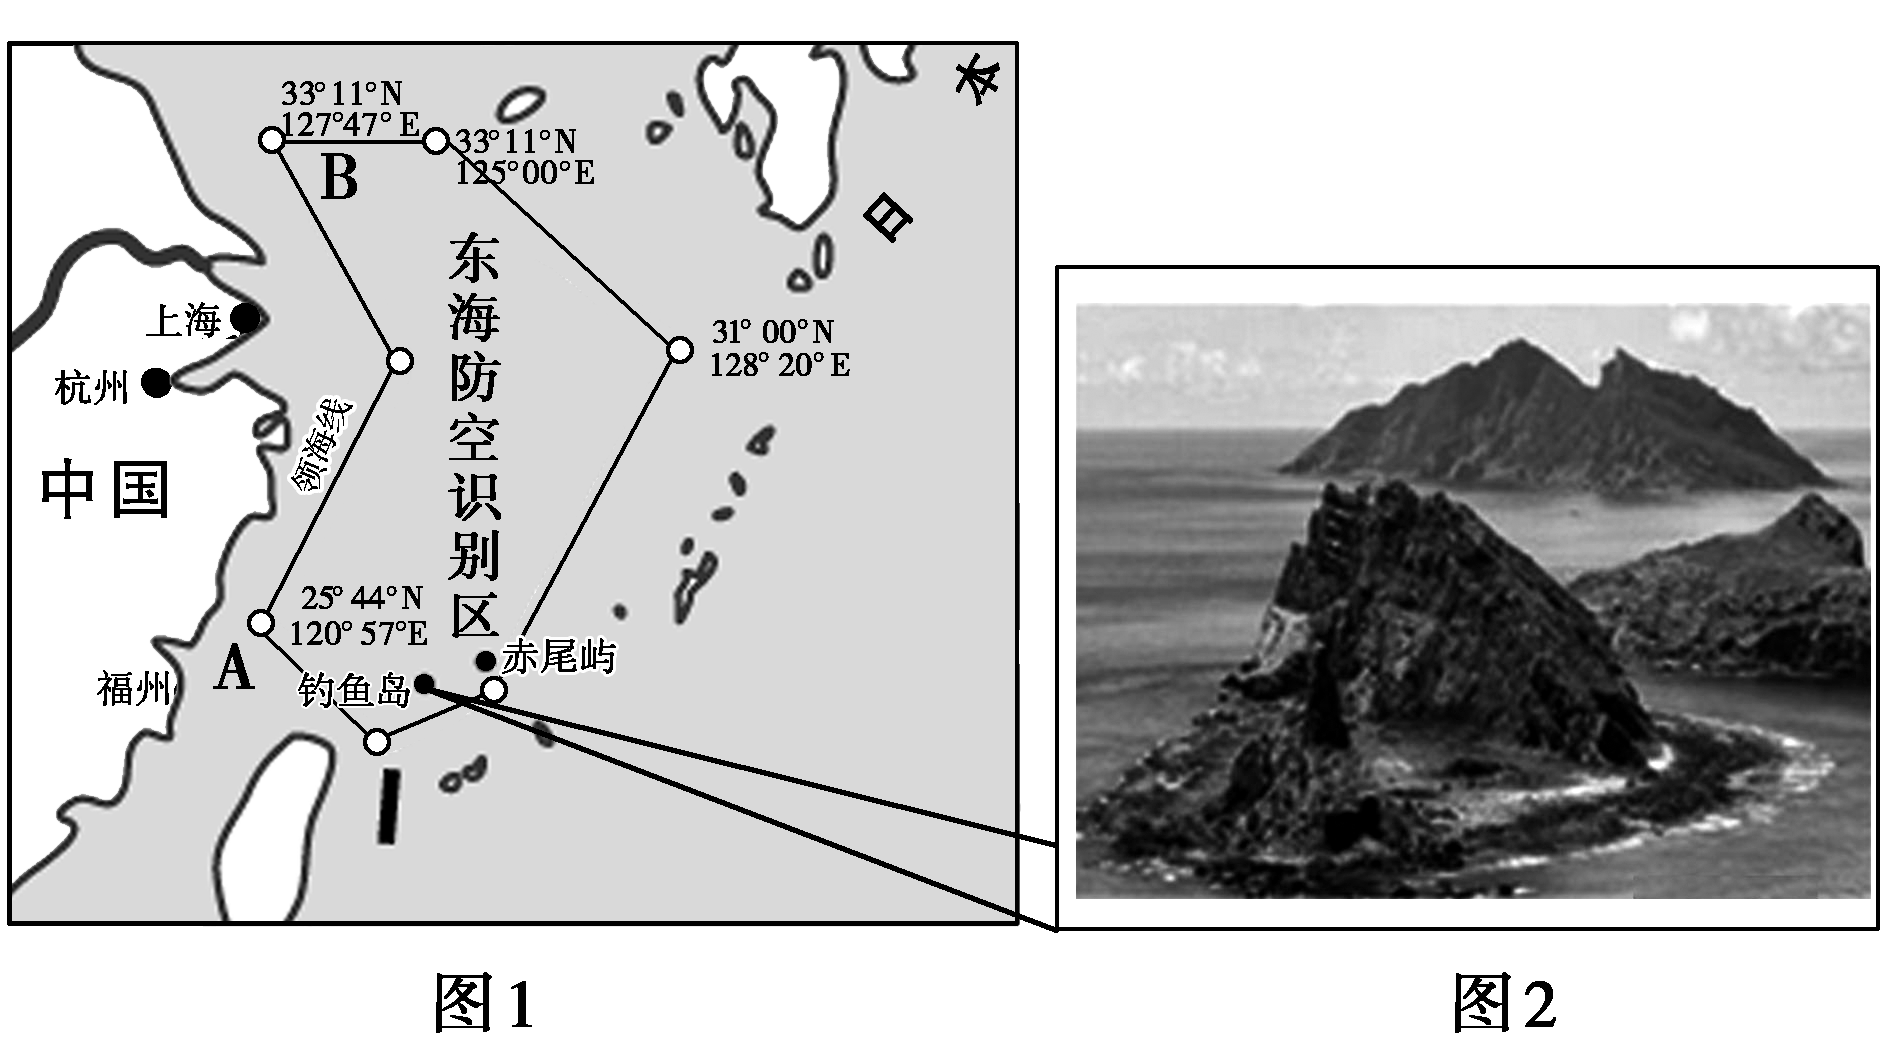 33°11°N
127°47°E
33°11°N
125°00°E
B
本
日
东海防空识别区
上海
杭州
31°00°N
128°20°E
领海线
中国
25°44°N
120°57°E
A
赤尾屿
钓鱼岛
福州
图1
图2